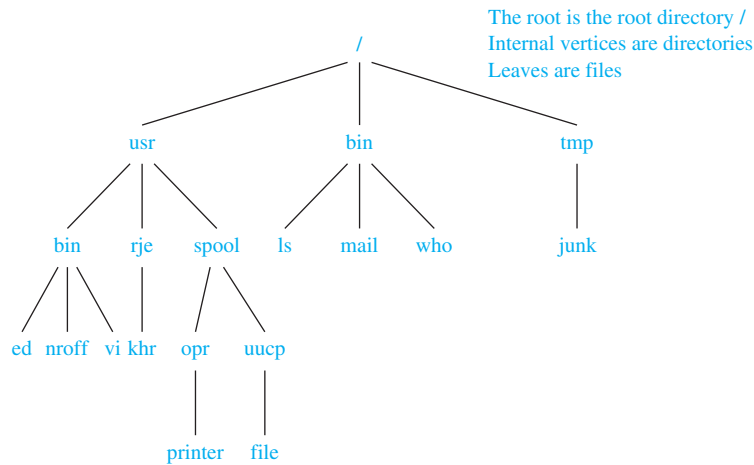 The root is the root directory /
Internal vertices are directories
Leaves are files
/
usr bin tmp
bin rje spool ls mail who junk
ed nroff vi khr opr uucp
printer file